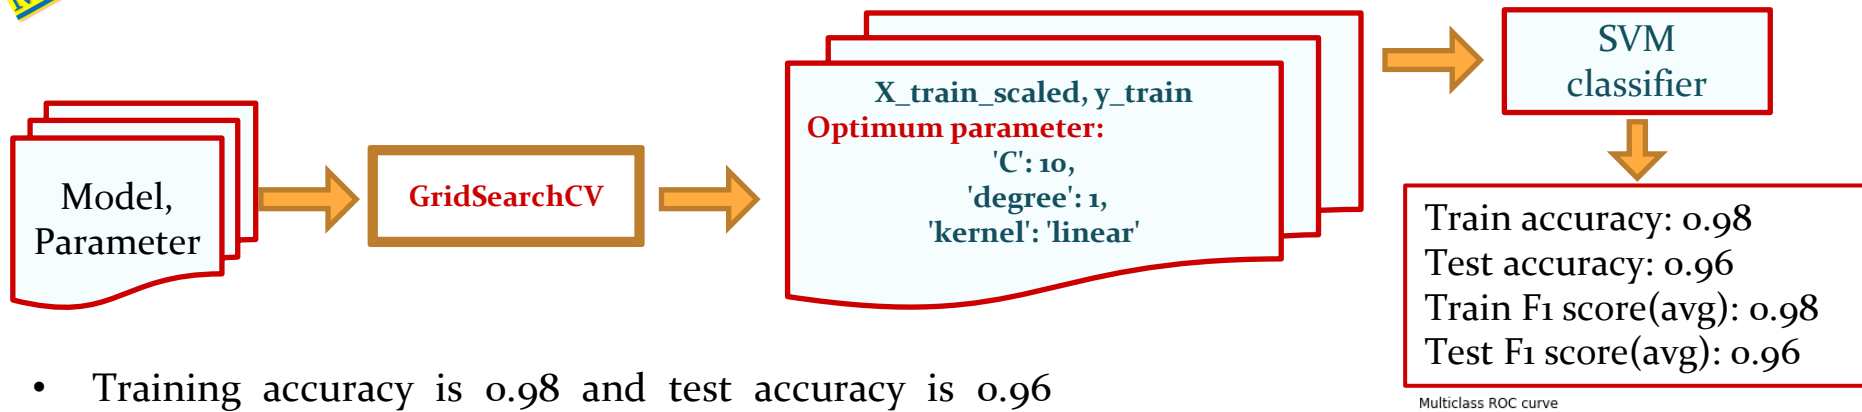 Model,
Parameter
GridSearchCV
X_train_scaled, y_train
Optimum parameter:
'C': 10,
'degree': 1,
'kernel': 'linear'
SVM
classifier
Train accuracy: 0.98
Test accuracy: 0.96
Train F1 score(avg): 0.98
Test F1 score(avg): 0.96
• Training accuracy is 0.98 and test accuracy is 0.96
Multiclass ROC curve